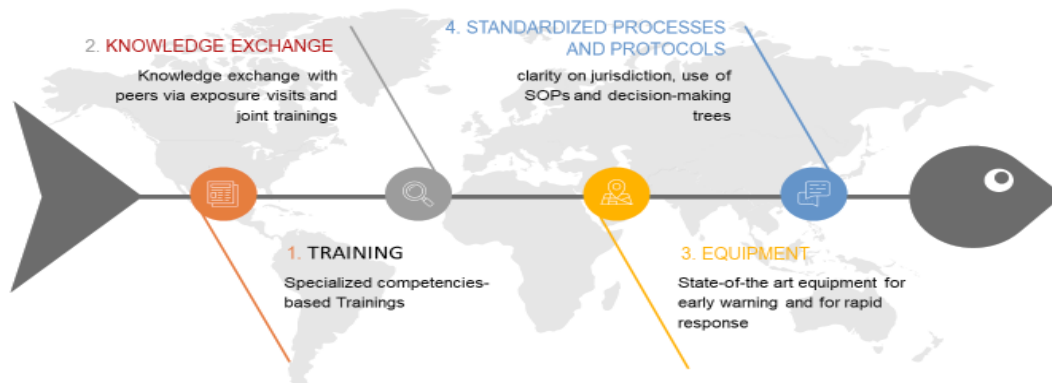 2. KNOWLEDGE EXCHANGE
Knowledge exchange with
peers via exposure visits and
joint trainings
4. STANDARDIZED PROCESSES
AND PROTOCOLS
clarity on jurisdiction, use of
SOPs and decision-making
trees
1. TRAINING
Specialized competencies-
based Trainings
3. EQUIPMENT
State-of-the art equipment for
early warning and for rapid
response